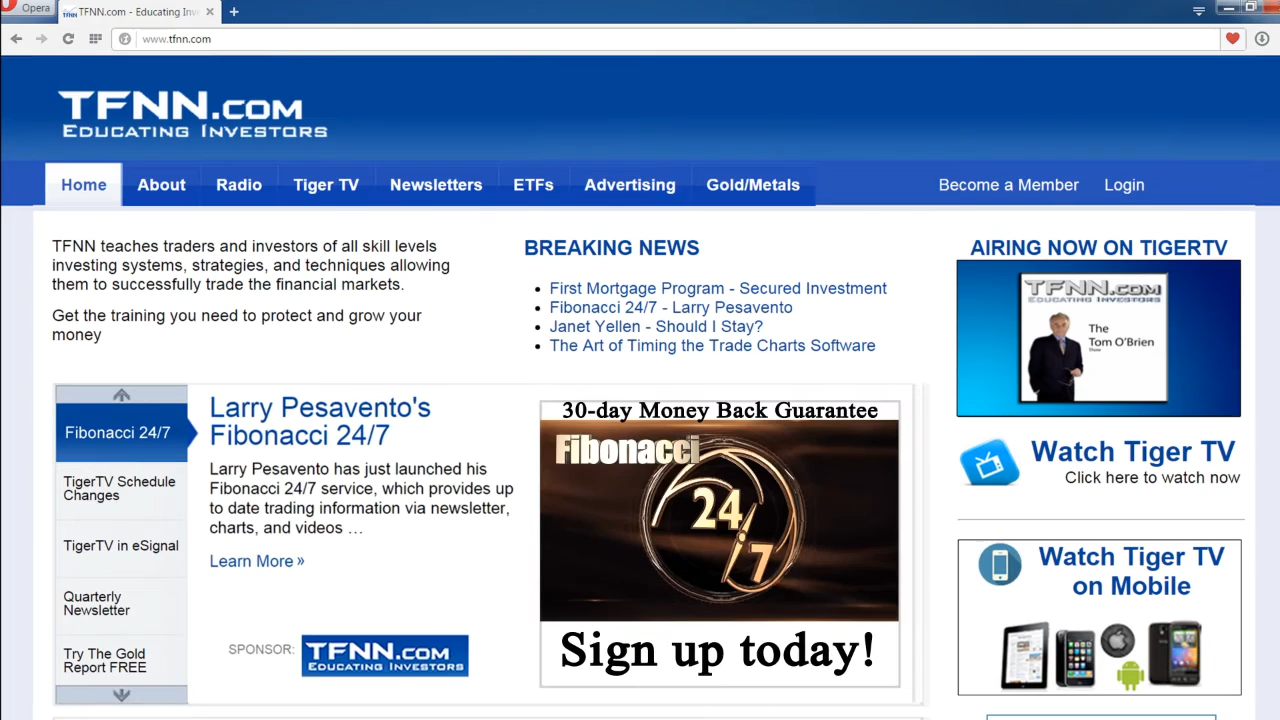 Opera
TFNN.com - Educating Inv
www.tfnn.com
TFNN.com
Educating Investors
Home About Radio Tiger TV Newsletters ETFs Advertising Gold/Metals Become a Member Login
TFNN teaches traders and investors of all skill levels
investing systems, strategies, and techniques allowing
them to successfully trade the financial markets.
Get the training you need to protect and grow your
money
BREAKING NEWS
First Mortgage Program - Secured Investment
Fibonacci 24/7 - Larry Pesavento
Janet Yellen - Should I Stay?
The Art of Timing the Trade Charts Software
AIRING NOW ON TIGERTV
TFNN.com
Educating Investors
The
Tom O'Brien
Show
Watch Tiger TV
Click here to watch now
Watch Tiger TV
on Mobile
Fibonacci 24/7
TigerTV Schedule
Changes
TigerTV in eSignal
Quarterly
Newsletter
Try The Gold
Report FREE
Larry Pesavento's
Fibonacci 24/7
Larry Pesavento has just launched his
Fibonacci 24/7 service, which provides up
to date trading information via newsletter,
charts, and videos …
Learn More »
SPONSOR:
TFNN.com
Educating Investors
30-day Money Back Guarantee
Fibonacci
24/7
Sign up today!